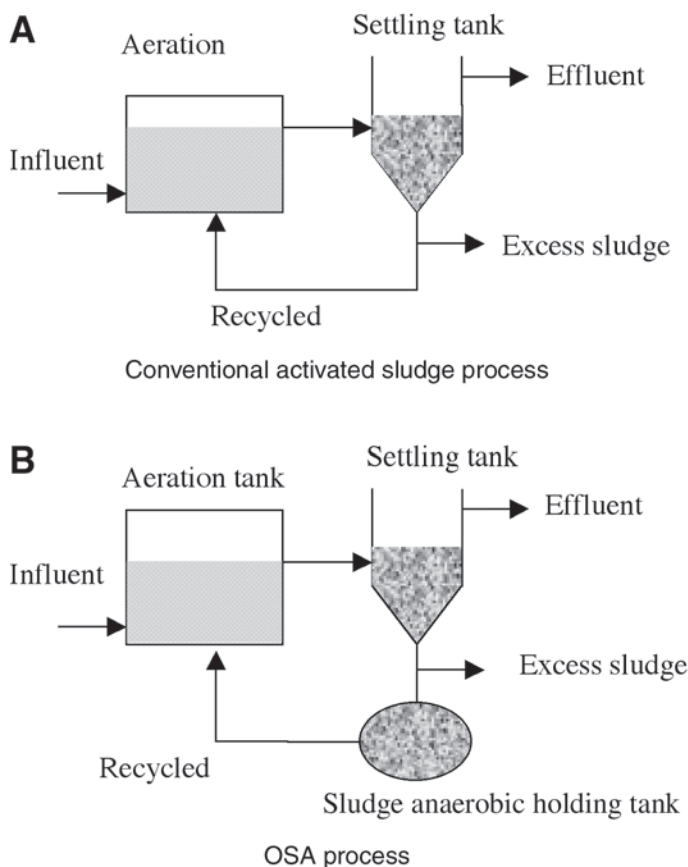 A
Aeration
Settling tank
Effluent
Influent
Excess sludge
Recycled
Conventional activated sludge process
B
Aeration tank
Settling tank
Effluent
Influent
Excess sludge
Recycled
Sludge anaerobic holding tank
OSA process